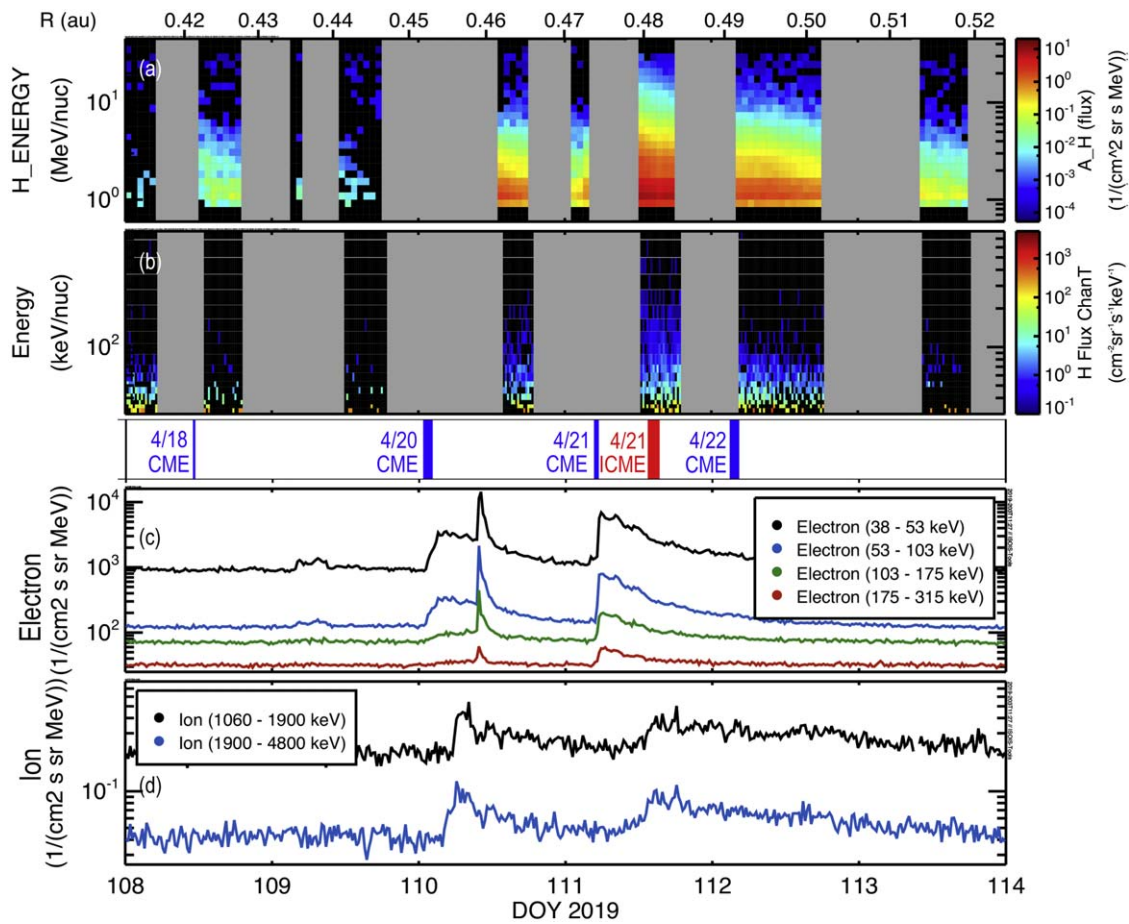 R (au) 0.42 0.43 0.44 0.45 0.46 0.47 0.48 0.49 0.50 0.51 0.52
(a)
H_ENERGY
(MeV/nuc)
10¹
10⁰
10¹
10⁰
10⁻¹
10⁻²
10⁻³
10⁻⁴
A_H (flux)
(1/(cm^2 sr s MeV))
(b)
Energy
(keV/nuc)
10²
10³
10²
10¹
10⁰
10⁻¹
H Flux ChanT
(cm⁻²sr⁻¹s⁻¹keV⁻¹)
4/18 4/20 4/21 4/21 4/22
CME CME CME ICME CME
(c)
Electron
(1/(cm2 s sr MeV))
10⁴
10³
10²
Electron (38 - 53 keV)
Electron (53 - 103 keV)
Electron (103 - 175 keV)
Electron (175 - 315 keV)
(d)
Ion
(1/(cm2 s sr MeV))
10⁻¹
Ion (1060 - 1900 keV)
Ion (1900 - 4800 keV)
108 109 110 111 112 113 114
DOY 2019